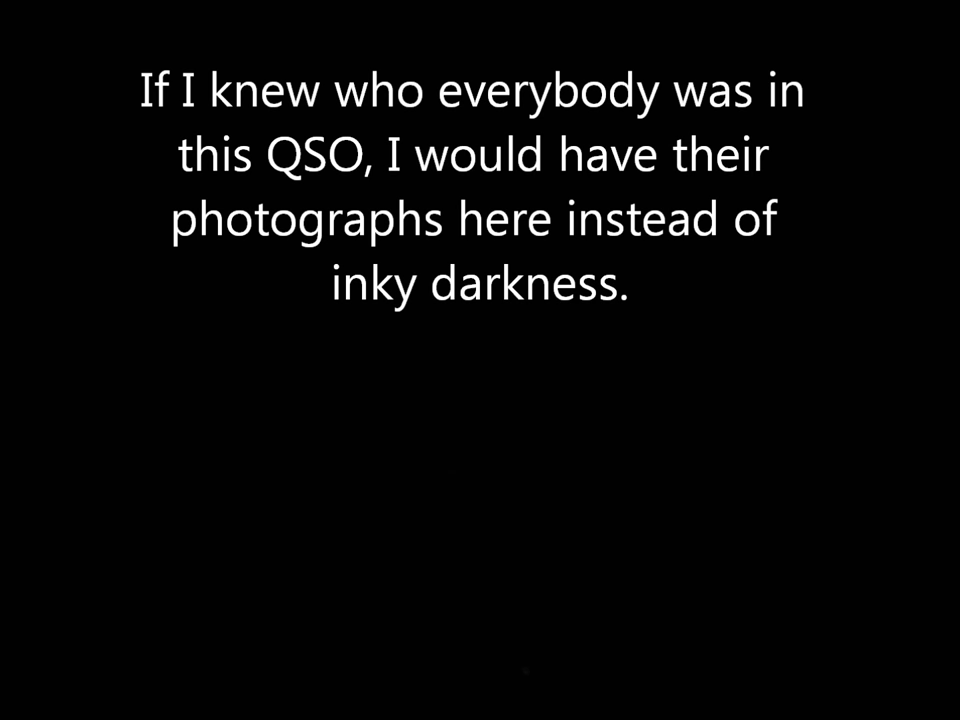 If I knew who everybody was in
this QSO, I would have their
photographs here instead of
inky darkness.